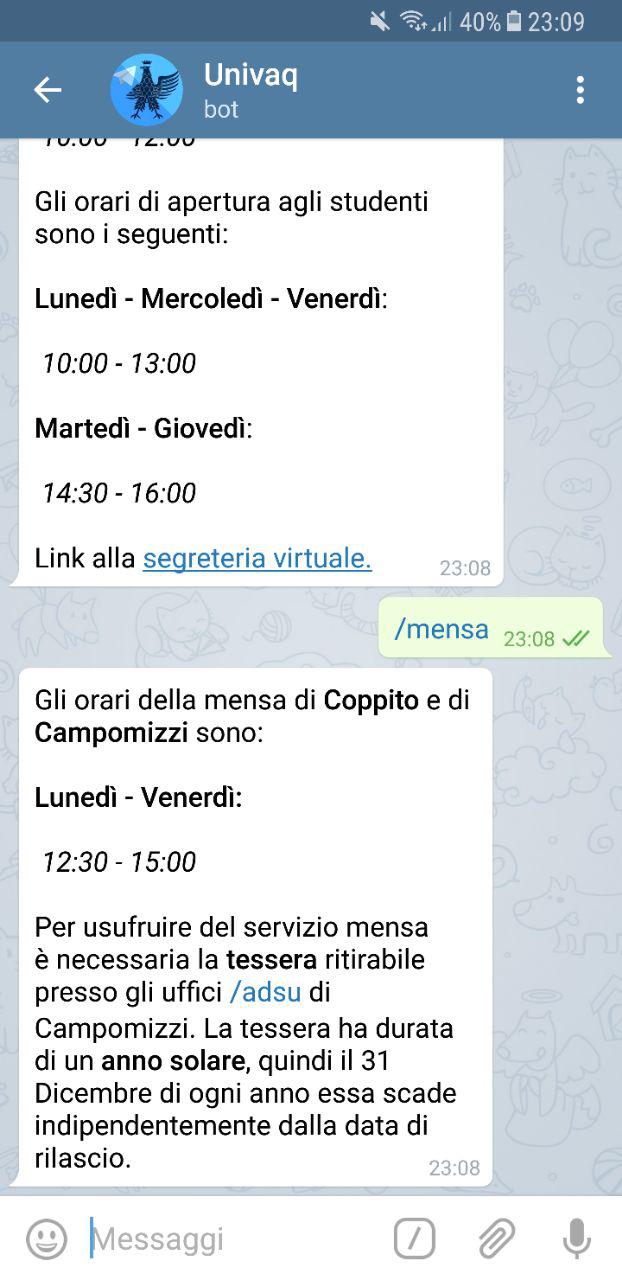 40% 23:09
Univaq
bot
10:00 - 12:00
Gli orari di apertura agli studenti
sono i seguenti:
Lunedì - Mercoledì - Venerdì:
10:00 - 13:00
Martedì - Giovedì:
14:30 - 16:00
Link alla segreteria virtuale.
23:08
/mensa 23:08
Gli orari della mensa di Coppito e di
Campomizzi sono:
Lunedì - Venerdì:
12:30 - 15:00
Per usufruire del servizio mensa
è necessaria la tessera ritirabile
presso gli uffici /adsu di
Campomizzi. La tessera ha durata
di un anno solare, quindi il 31
Dicembre di ogni anno essa scade
indipendentemente dalla data di
rilascio.
23:08
Messaggi